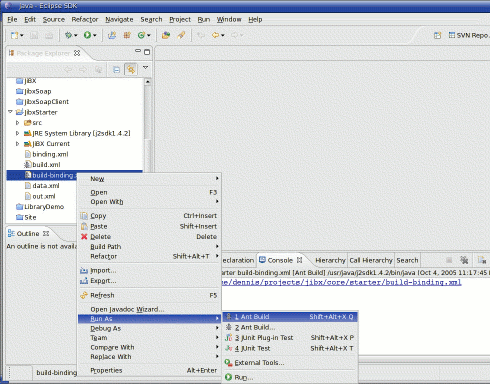 Java - Eclipse SDK
File Edit Source Refactor Navigate Search Project Run Window Help
SVN Repo.
Package Explorer
JiBX
JibxSoap
JibxSoapClient
JibxStarter
src
JRE System Library [j2sdk1.4.2]
JiBX Current
binding.xml
build.xml
build-binding.
data.xml
out.xml
LibraryDemo
Site
Outline
An outline is not availa
New
Open F3
Open With
Copy Ctrl+Insert
Paste Shift+Insert
Delete Delete
Build Path
Refactor Shift+Alt+T
Import...
Export...
Refresh F5
Open Javadoc Wizard...
Run As
Debug As
Team
Compare With
Replace With
Properties Alt+Enter
eclaration Console Hierarchy Call Hierarchy Search
arter build-binding.xml [Ant Build] /usr/java/j2sdk1.4.2/bin/java (Oct 4, 2005 11:17:45
e/dennis/projects/jibx/core/starter/build-binding.xml
1 Ant Build Shift+Alt+X Q
2 Ant Build...
3 JUnit Plug-in Test Shift+Alt+X P
4 JUnit Test Shift+Alt+X T
External Tools...
Run...
build-binding